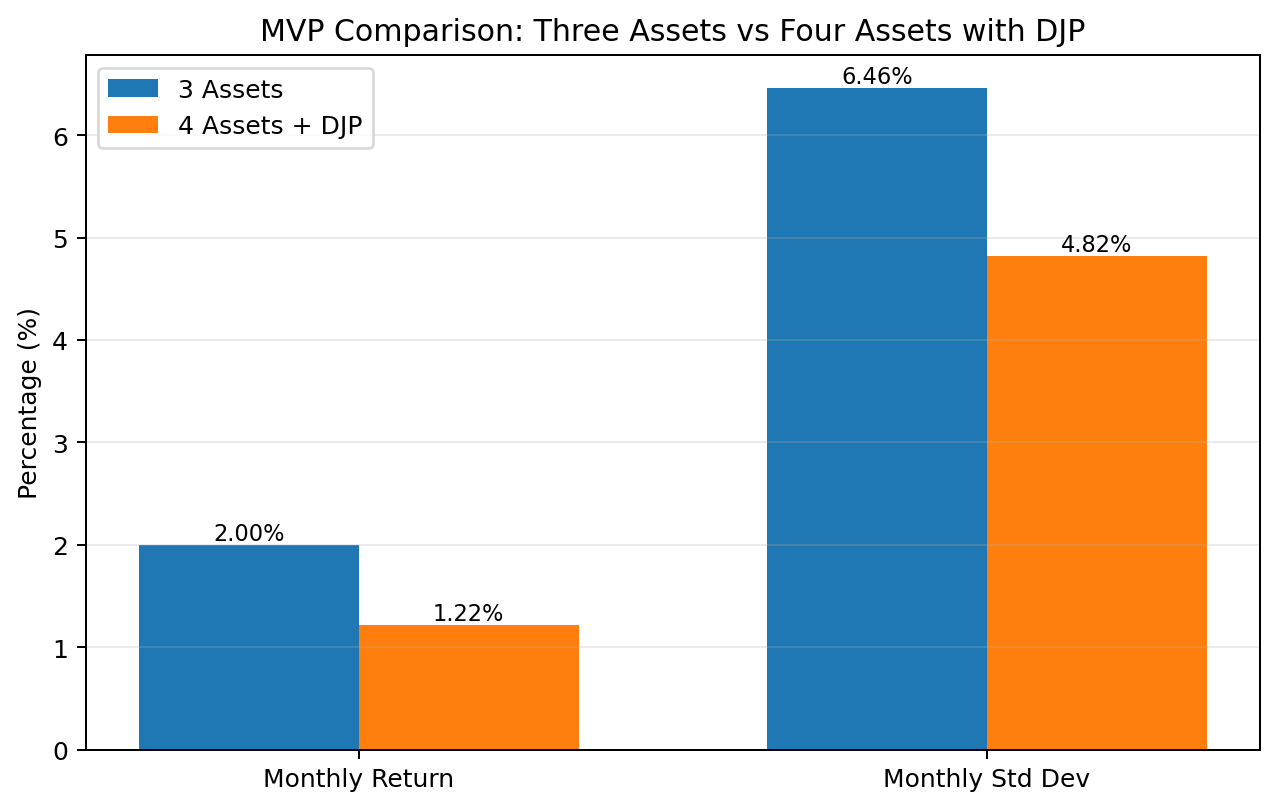 MVP Comparison: Three Assets vs Four Assets with DJP
3 Assets
4 Assets + DJP
6.46%
4.82%
2.00%
1.22%
Percentage (%)
6
5
4
3
2
1
0
Monthly Return
Monthly Std Dev